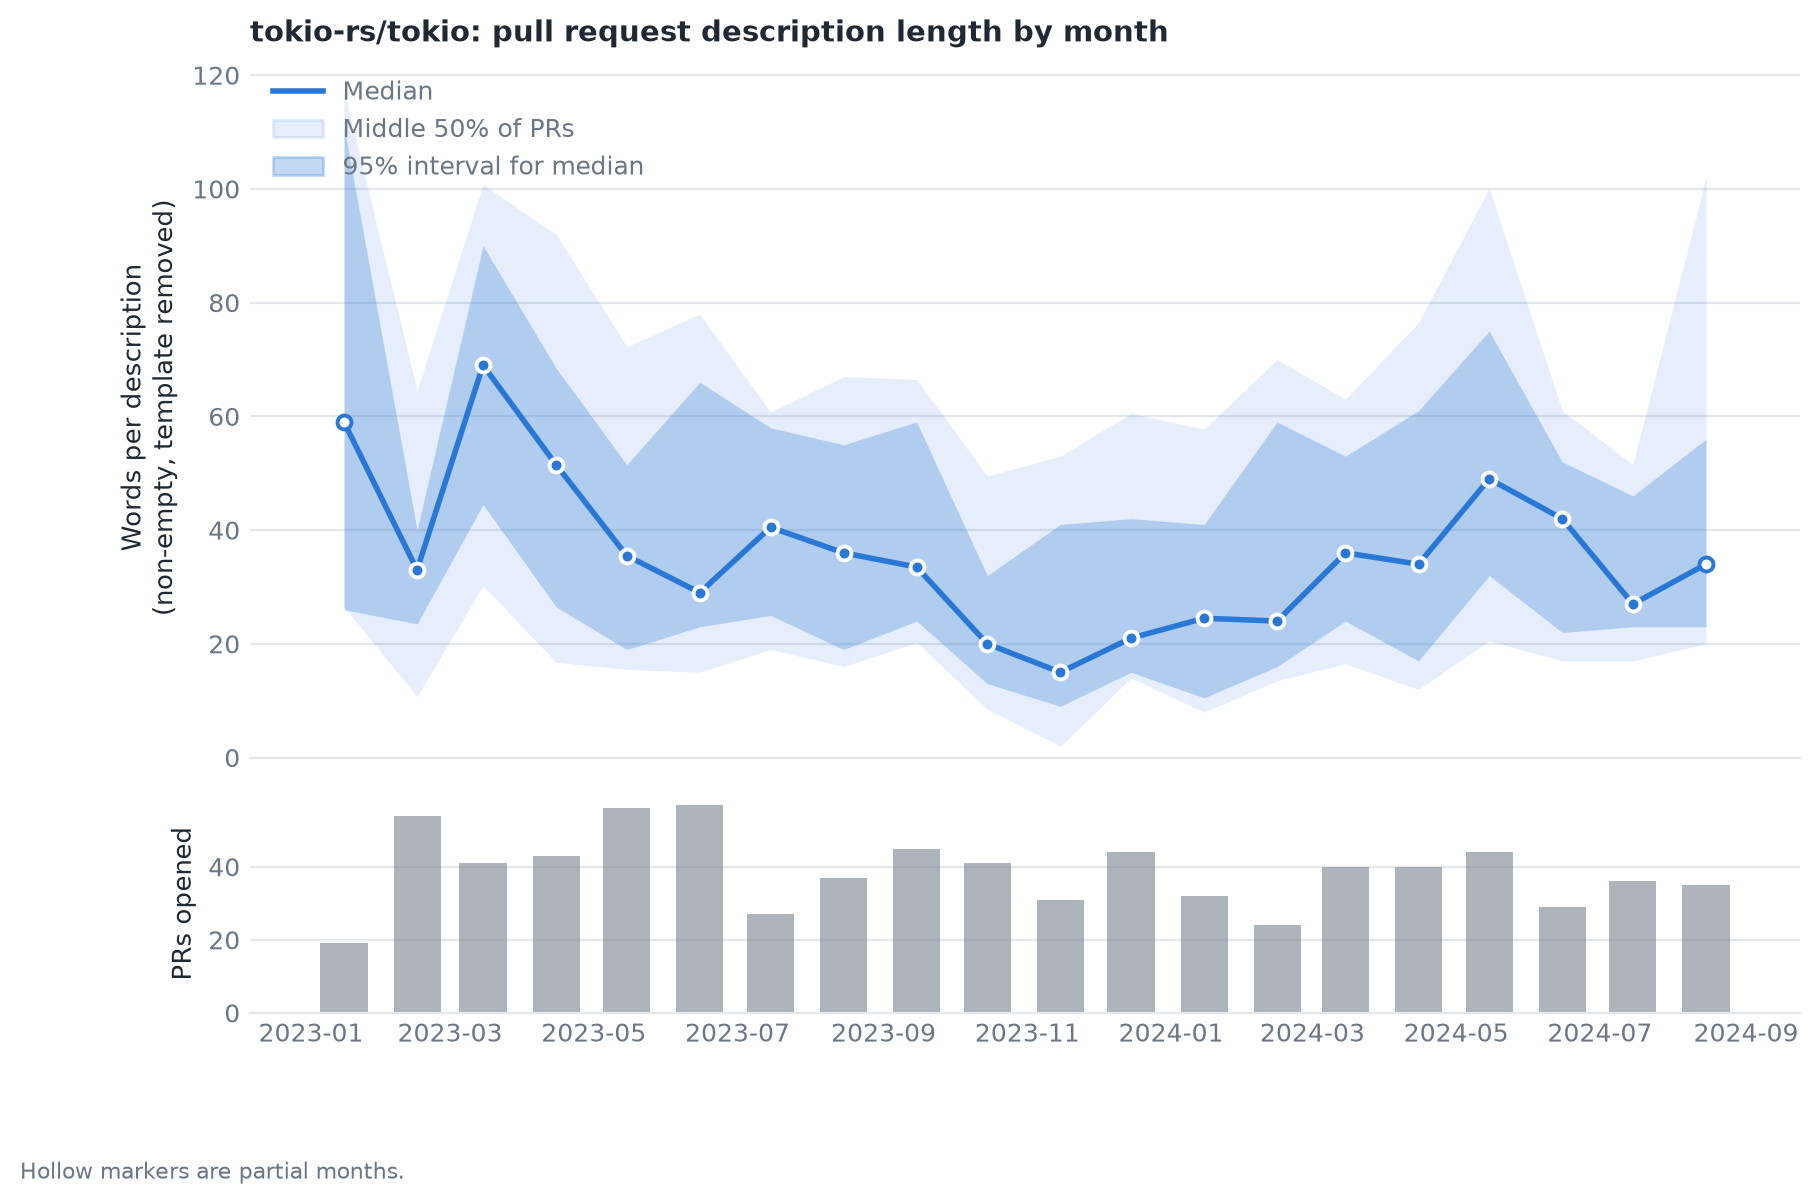 tokio-rs/tokio: pull request description length by month
120
Median
Middle 50% of PRs
95% interval for median
100
80
60
40
20
0
Words per description
(non-empty, template removed)
PRs opened
40
20
0
2023-01 2023-03 2023-05 2023-07 2023-09 2023-11 2024-01 2024-03 2024-05 2024-07 2024-09
Hollow markers are partial months.